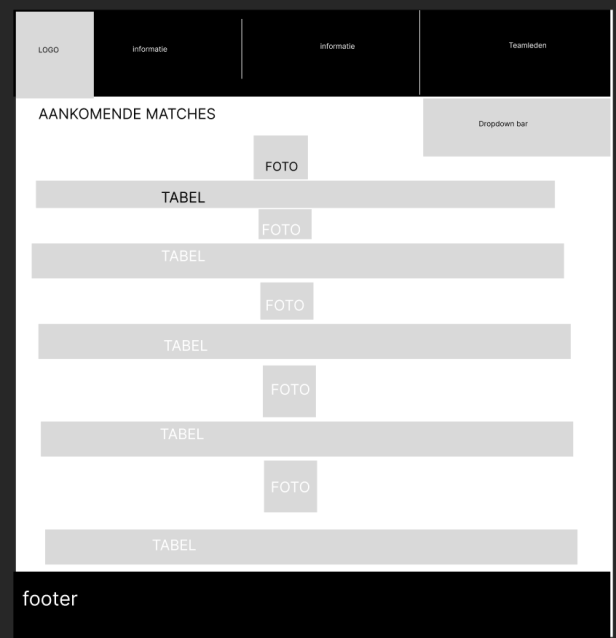 LOGO
informatie
informatie
Teamleden
AANKOMENDE MATCHES
Dropdown bar
FOTO
TABEL
FOTO
TABEL
FOTO
TABEL
FOTO
TABEL
FOTO
TABEL
footer